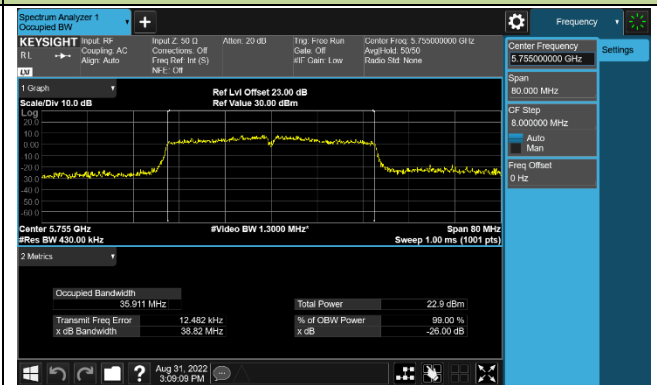 Spectrum Analyzer 1
Occupied BW
+
Frequency
KEYSIGHT
RL
LXI
Input: RF
Coupling: AC
Align: Auto
Input Z: 50 Ω
Corrections: Off
Freq Ref: Int (S)
NFE: Off
Atten: 20 dB
Trig: Free Run
Gate: Off
#IF Gain: Low
Center Freq: 5.755000000 GHz
Avg|Hold: 50/50
Radio Std: None
Center Frequency
5.755000000 GHz
Settings
Span
80.000 MHz
CF Step
8.000000 MHz
Auto
Man
Freq Offset
0 Hz
1 Graph
Scale/Div 10.0 dB
Ref Lvl Offset 23.00 dB
Ref Value 30.00 dBm
Log
20.0
10.0
0.00
-10.0
-20.0
-30.0
-40.0
-50.0
-60.0
Center 5.755 GHz
#Res BW 430.00 kHz
#Video BW 1.3000 MHz*
Span 80 MHz
Sweep 1.00 ms (1001 pts)
2 Metrics
Occupied Bandwidth
35.911 MHz
Total Power 22.9 dBm
Transmit Freq Error 12.482 kHz
% of OBW Power 99.00 %
x dB Bandwidth 38.82 MHz
x dB -26.00 dB
?
Aug 31, 2022
3:09:09 PM